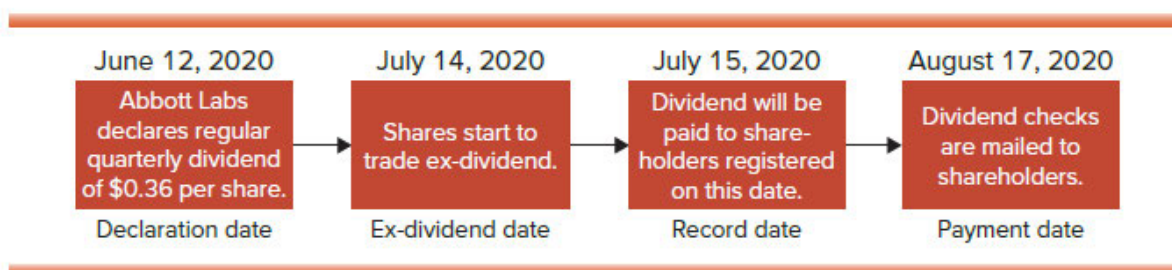 June 12, 2020
Abbott Labs
declares regular
quarterly dividend
of $0.36 per share.
Declaration date
July 14, 2020
Shares start to
trade ex-dividend.
Ex-dividend date
July 15, 2020
Dividend will be
paid to share-
holders registered
on this date.
Record date
August 17, 2020
Dividend checks
are mailed to
shareholders.
Payment date